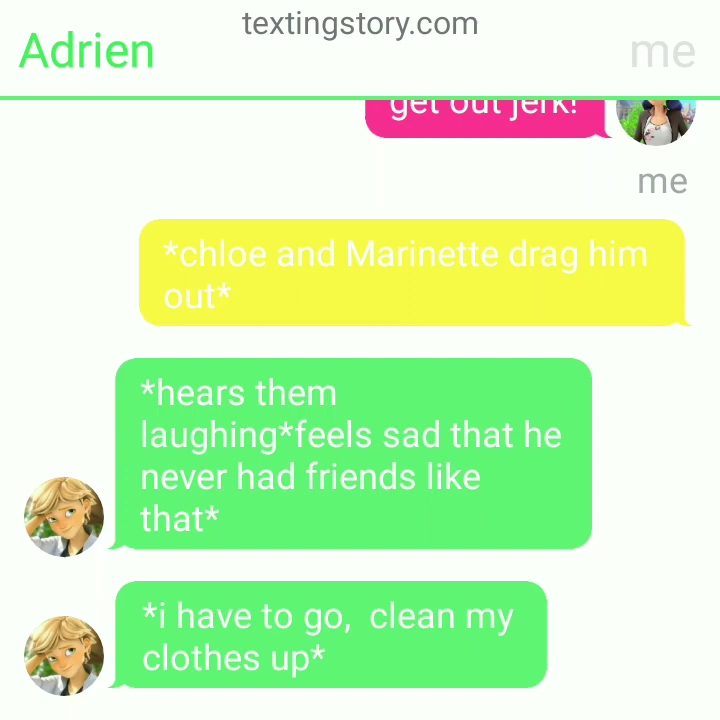 textingstory.com
Adrien
me
get out jerk!
me
*chloe and Marinette drag him
out*
*hears them
laughing*feels sad that he
never had friends like
that*
*i have to go,  clean my
clothes up*